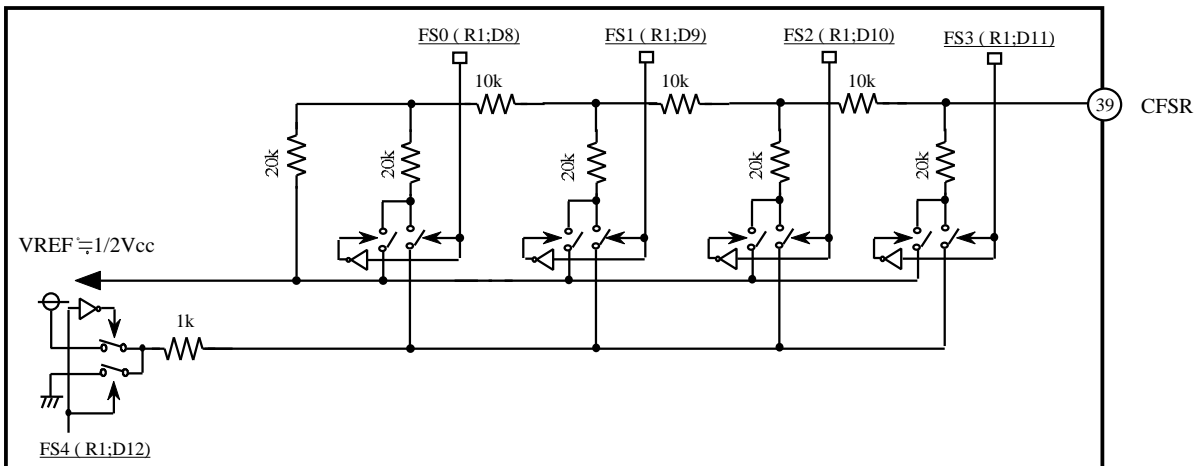 FS0 ( R1;D8)
FS1 ( R1;D9)
FS2 ( R1;D10)
FS3 ( R1;D11)
10k
10k
10k
39
CFSR
20k
20k
20k
20k
20k
VREF ≒1/2Vcc
1k
FS4 ( R1;D12)